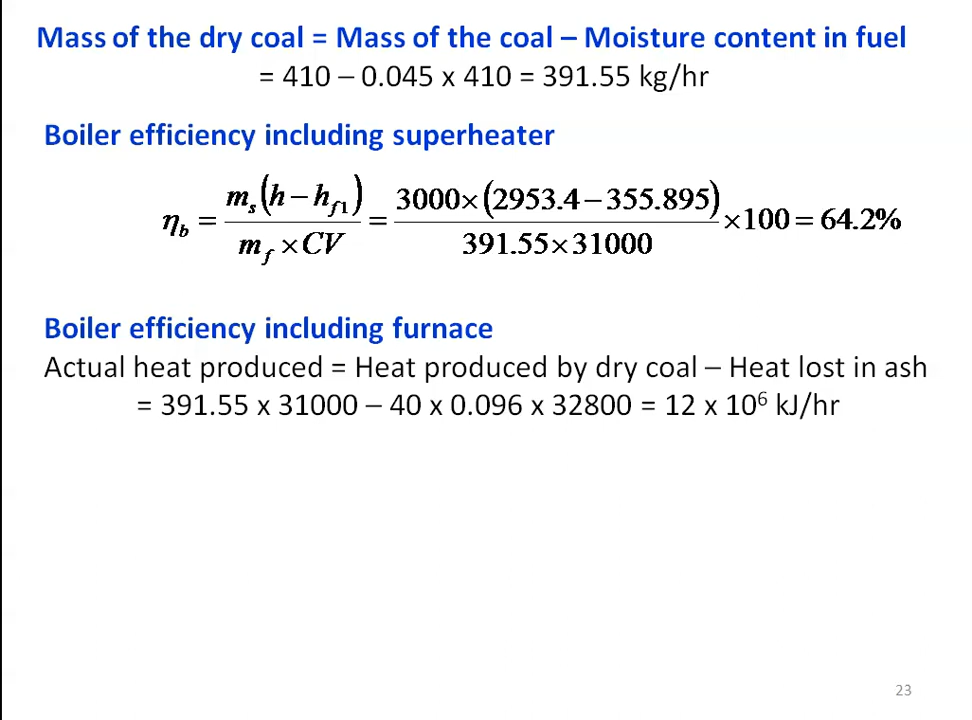 Mass of the dry coal = Mass of the coal – Moisture content in fuel
= 410 – 0.045 x 410 = 391.55 kg/hr
Boiler efficiency including superheater
η_b = m_s(h − h_f1) / (m_f × CV) = 3000×(2953.4 − 355.895) / (391.55×31000) ×100 = 64.2%
Boiler efficiency including furnace
Actual heat produced = Heat produced by dry coal – Heat lost in ash
= 391.55 x 31000 – 40 x 0.096 x 32800 = 12 x 10⁶ kJ/hr
23